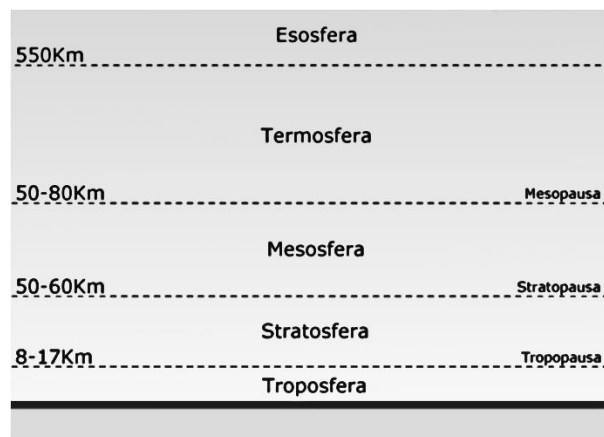 Esosfera
550Km
Termosfera
50-80Km
Mesopausa
Mesosfera
50-60Km
Stratopausa
Stratosfera
8-17Km
Tropopausa
Troposfera